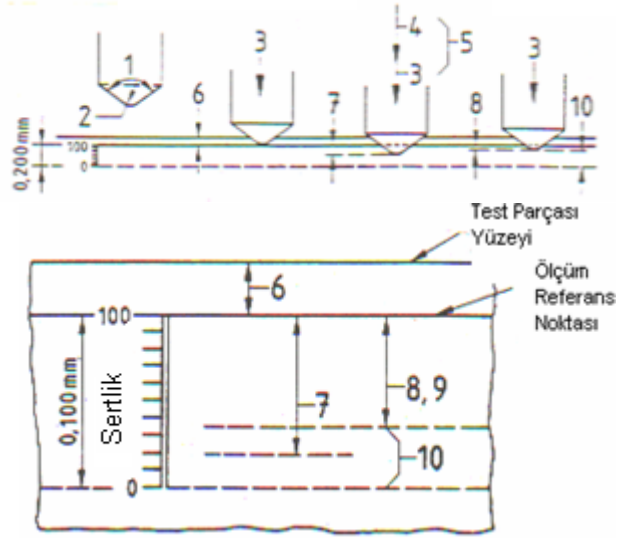 4
3
5
3
1
3
2
6
7
8
10
100
0
0,200 mm
Test Parçası
Yüzeyi
Ölçüm
Referans
Noktası
6
100
0,100 mm
Sertlik
7
8, 9
10
0